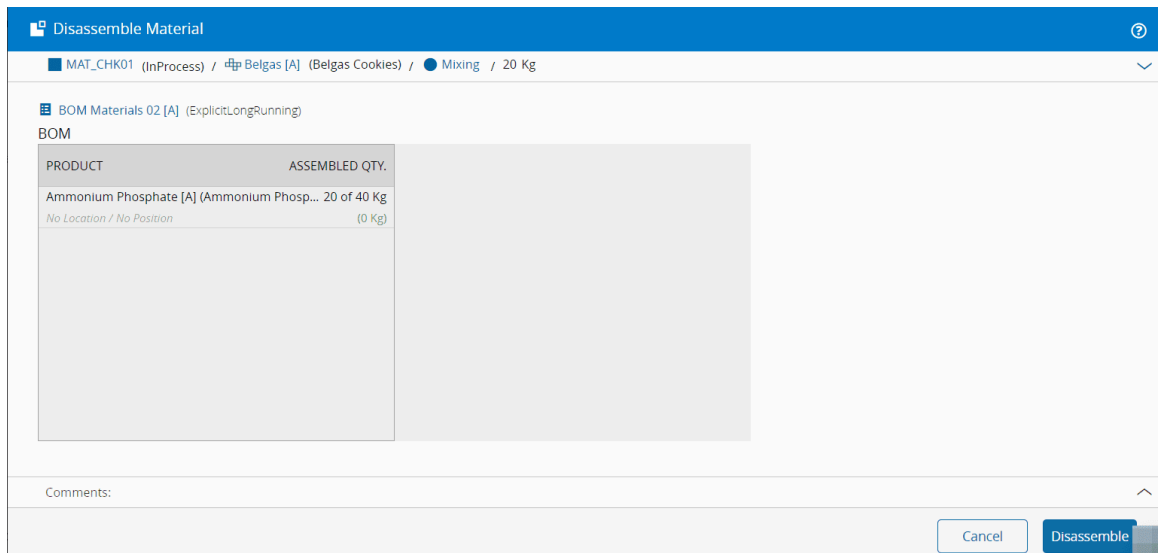 Disassemble Material
MAT_CHK01 (InProcess) / Belgas [A] (Belgas Cookies) / Mixing / 20 Kg
BOM Materials 02 [A] (ExplicitLongRunning)
BOM
PRODUCT ASSEMBLED QTY.
Ammonium Phosphate [A] (Ammonium Phosp... 20 of 40 Kg
No Location / No Position (0 Kg)
Comments:
Cancel Disassemble